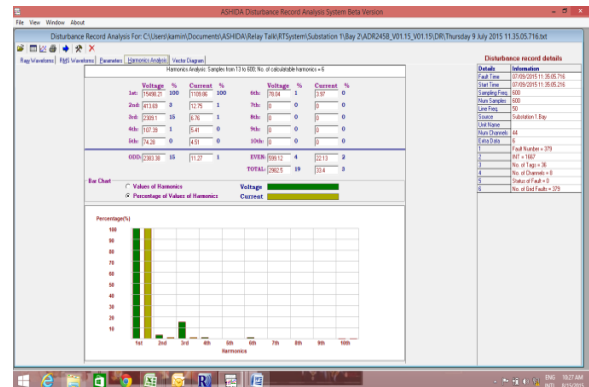 ASHIDA Disturbance Record Analysis System Beta Version
File View Window About
Disturbance Record Analysis For: C:\Users\kamin\Documents\ASHIDA\Relay Talk\RTSystem\Substation 1\Bay 2\ADR245B_V01.15_V01.15\DR\Thursday 9 July 2015 11.35.05.716.txt
Raw Waveforms RMS Waveforms Parameters Harmonics Analysis Vector Diagram
Disturbance record details
Harmonics Analysis: Samples from 13 to 600; No. of calculatable harmonics = 6
Details Information
Fault Time 07/09/2015 11:35:05.716
Start Time 07/09/2015 11:35:05.716
Sampling Freq 600
Num Samples 600
Line Freq 50
Source Substation 1.Bay
Unit Name
Num Channels 44
Extra Data 6
1 Fault Number = 379
2 INT = 1667
3 No. of Tags = 36
4 No. of Channels = 8
5 Status of Fault = 0
6 No. of Grid Faults = 379
Voltage % Current % Voltage % Current %
1st: 15498.21 100 100 6th: 78.04 1 3.97 0
2nd: 413.69 3 12.75 1 7th: 0 0 0 0
3rd: 2309.1 15 6.76 1 8th: 0 0 0 0
4th: 107.39 1 5.41 0 9th: 0 0 0 0
5th: 74.28 0 4.51 0 10th: 0 0 0 0
ODD: 2383.38 15 11.27 1 EVEN: 599.12 4 22.13 2
TOTAL: 2982.5 19 33.4 3
Bar Chart
Values of Harmonics Voltage
Percentage of Values of Harmonics Current
Percentage(%)
100
90
80
70
60
50
40
30
20
10
1st 2nd 3rd 4th 5th 6th 7th 8th 9th 10th
Harmonics
ENG 10:27 AM
INTL 8/15/2015